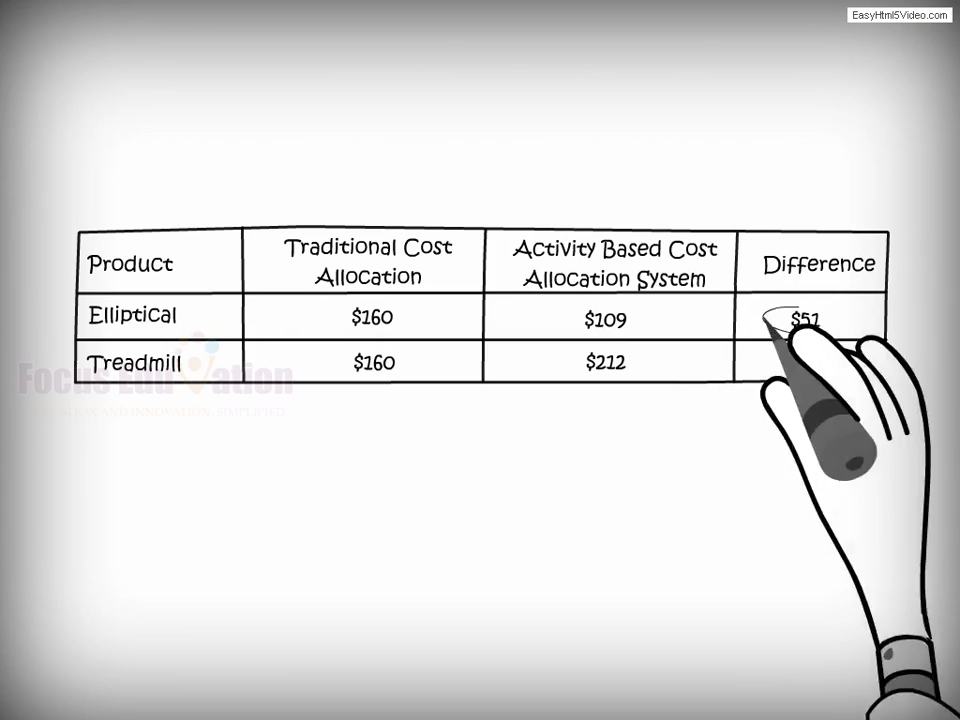 EasyHtml5Video.com
Product
Traditional Cost
Allocation
Activity Based Cost
Allocation System
Difference
Elliptical
$160
$109
$51
Treadmill
$160
$212